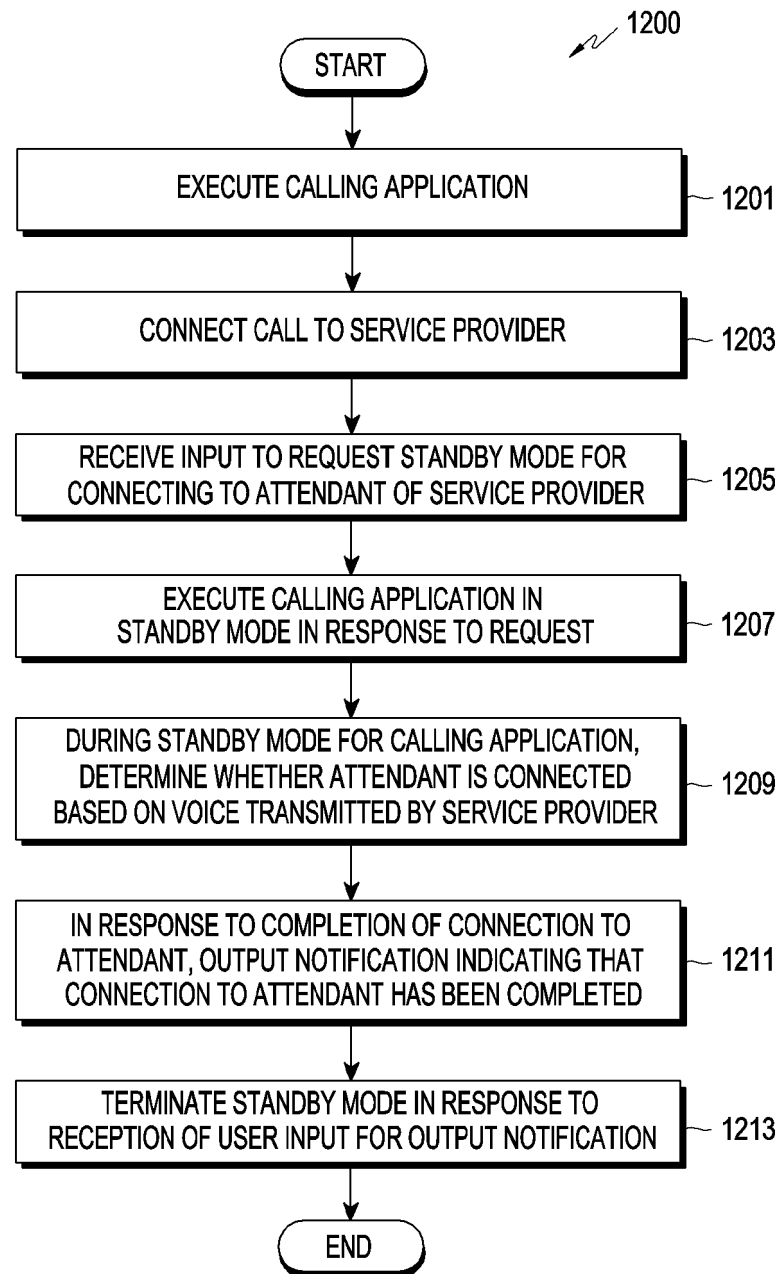 1200
START
EXECUTE CALLING APPLICATION
1201
CONNECT CALL TO SERVICE PROVIDER
1203
RECEIVE INPUT TO REQUEST STANDBY MODE FOR
CONNECTING TO ATTENDANT OF SERVICE PROVIDER
1205
EXECUTE CALLING APPLICATION IN
STANDBY MODE IN RESPONSE TO REQUEST
1207
DURING STANDBY MODE FOR CALLING APPLICATION,
DETERMINE WHETHER ATTENDANT IS CONNECTED
BASED ON VOICE TRANSMITTED BY SERVICE PROVIDER
1209
IN RESPONSE TO COMPLETION OF CONNECTION TO
ATTENDANT, OUTPUT NOTIFICATION INDICATING THAT
CONNECTION TO ATTENDANT HAS BEEN COMPLETED
1211
TERMINATE STANDBY MODE IN RESPONSE TO
RECEPTION OF USER INPUT FOR OUTPUT NOTIFICATION
1213
END